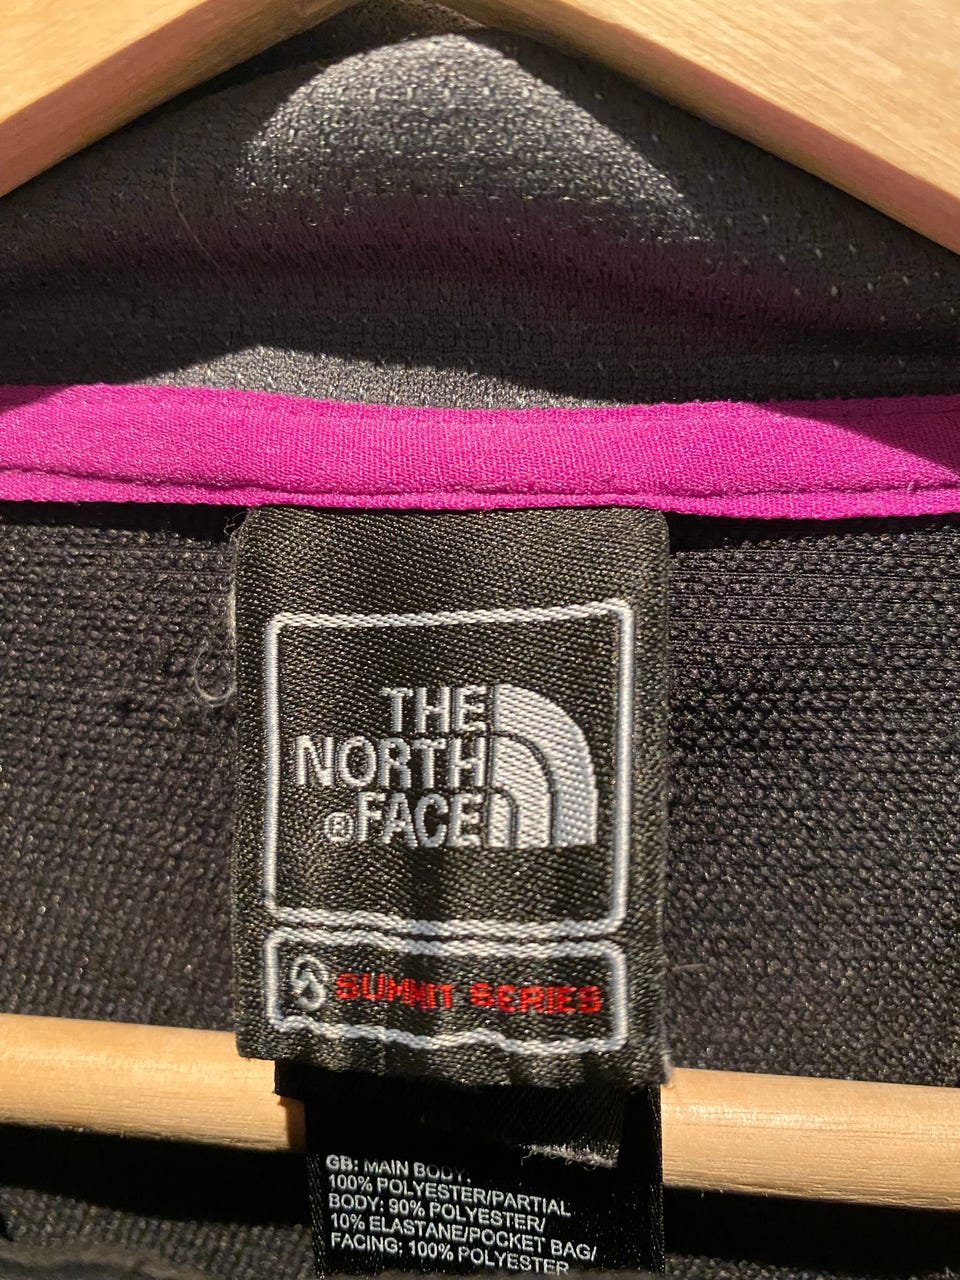 THE
NORTH
® FACE
SUMMIT SERIES
GB: MAIN BODY:
100% POLYESTER/PARTIAL
BODY: 90% POLYESTER/
10% ELASTANE/POCKET BAG/
FACING: 100% POLYESTER